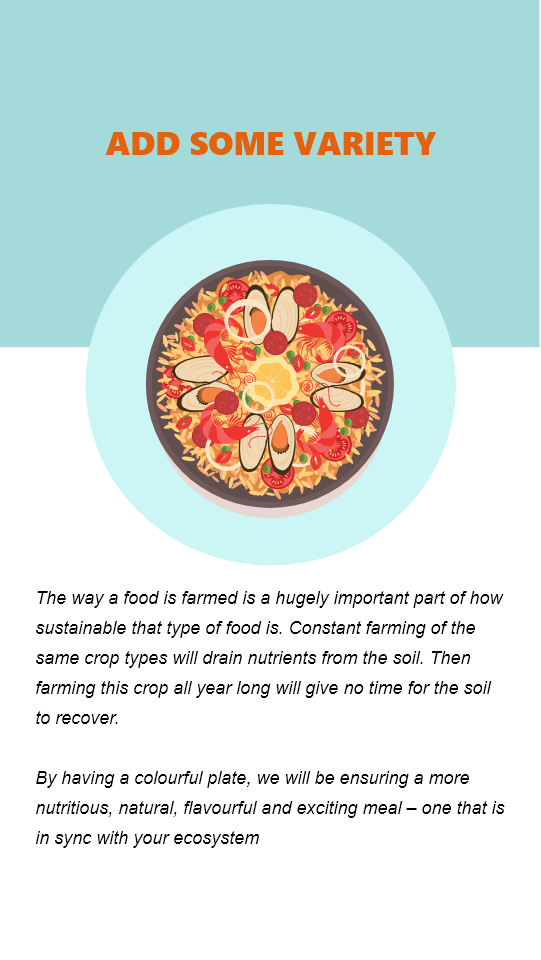 ADD SOME VARIETY
The way a food is farmed is a hugely important part of how
sustainable that type of food is. Constant farming of the
same crop types will drain nutrients from the soil. Then
farming this crop all year long will give no time for the soil
to recover.
By having a colourful plate, we will be ensuring a more
nutritious, natural, flavourful and exciting meal – one that is
in sync with your ecosystem